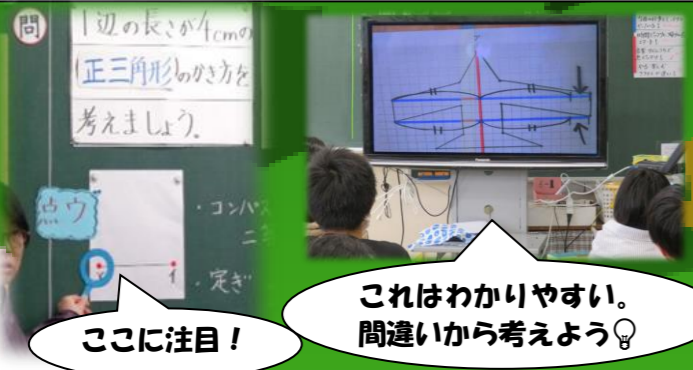 問
1辺の長さが4cmの
正三角形のかき方を
考えましょう。
点ウ
・コンパス
二等
・定ぎ
イ
ここに注目！
これはわかりやすい。
間違いから考えよう